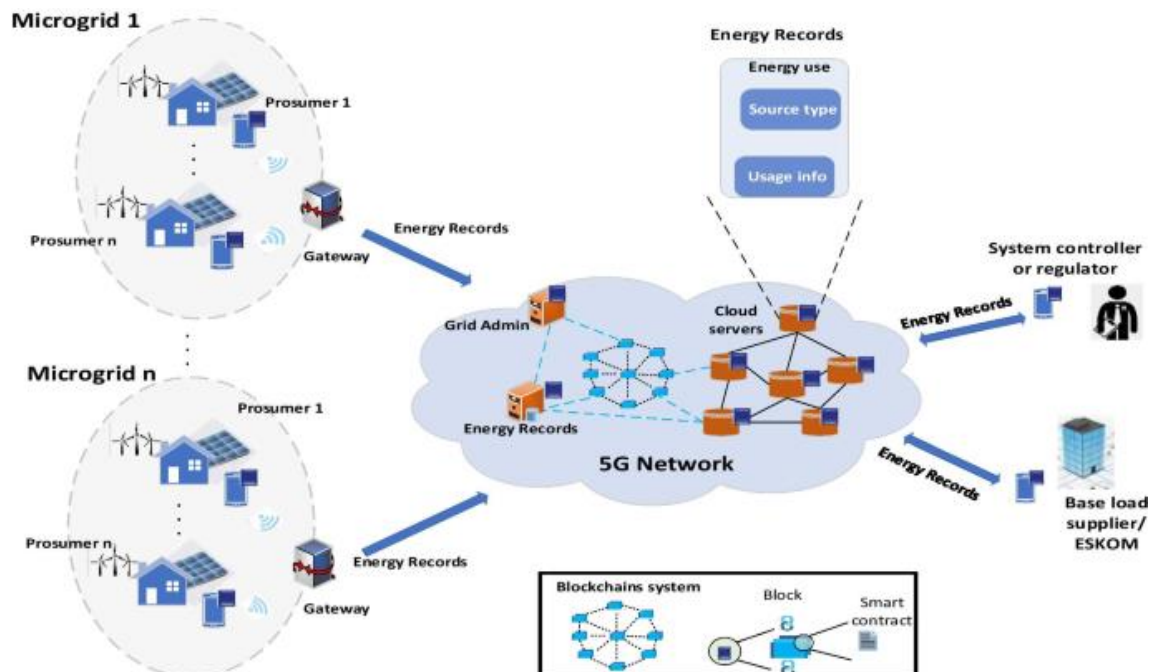 Microgrid 1
Prosumer 1
Prosumer n
Gateway
Energy Records
Microgrid n
Prosumer 1
Prosumer n
Gateway
Energy Records
Energy Records
Energy use
Source type
Usage info
Grid Admin
Energy Records
Cloud
servers
5G Network
System controller
or regulator
Energy Records
Energy Records
Base load
supplier/
ESKOM
Blockchains system
Block
Smart
contract